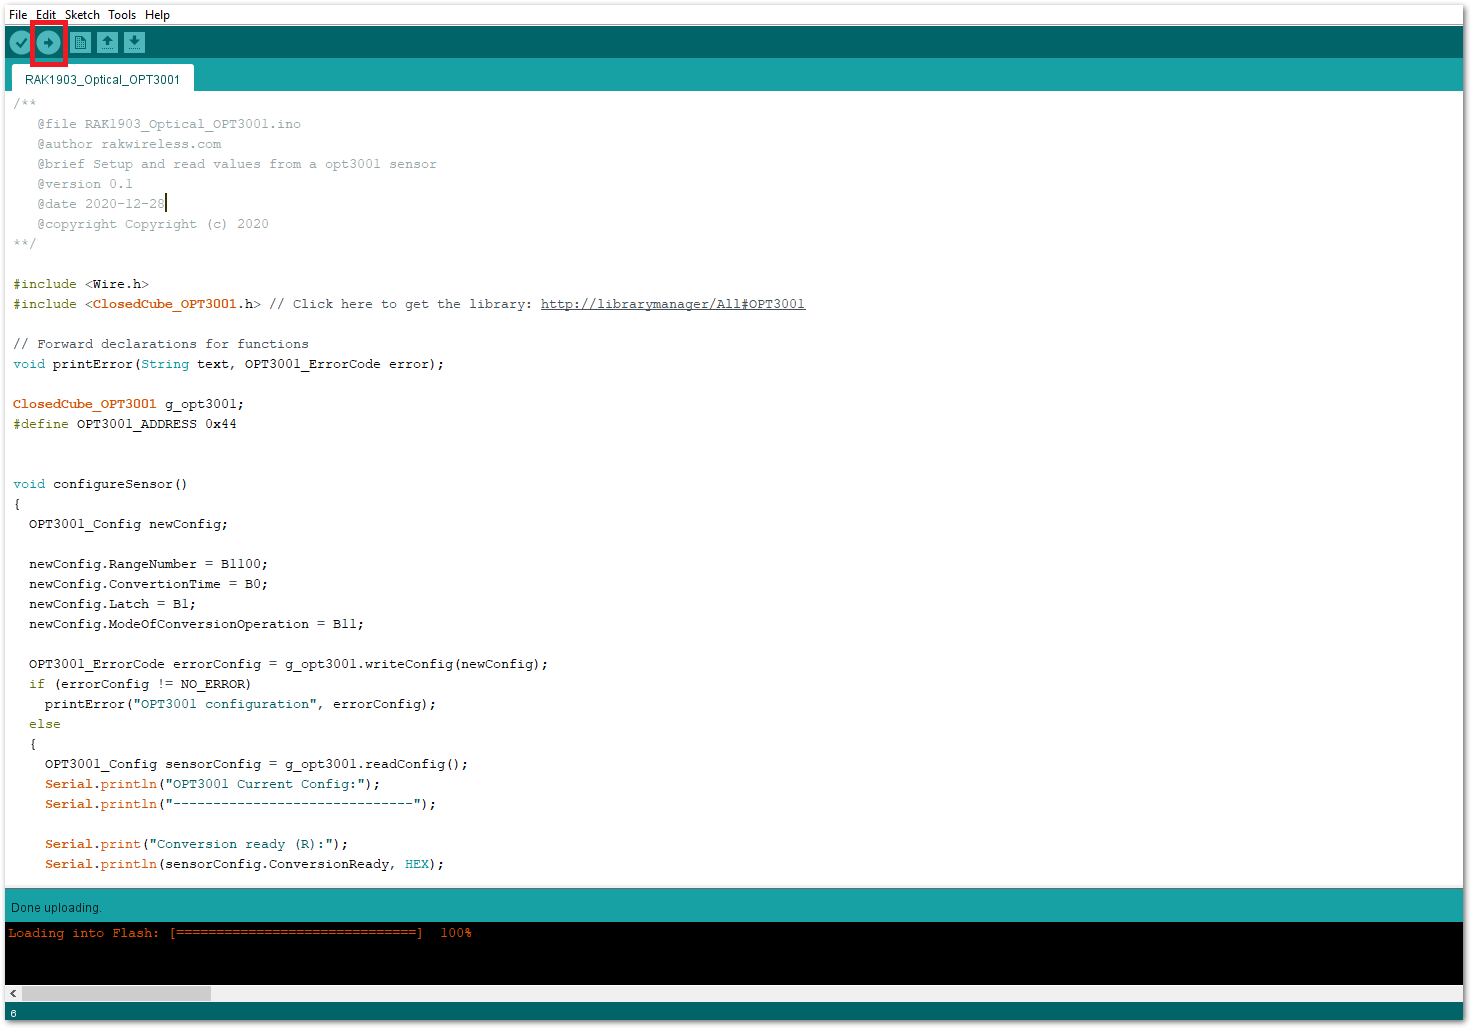 File Edit Sketch Tools Help
RAK1903_Optical_OPT3001
/**
@file RAK1903_Optical_OPT3001.ino
@author rakwireless.com
@brief Setup and read values from a opt3001 sensor
@version 0.1
@date 2020-12-28
@copyright Copyright (c) 2020
**/
#include <Wire.h>
#include <ClosedCube_OPT3001.h> // Click here to get the library: http://librarymanager/All#OPT3001
// Forward declarations for functions
void printError(String text, OPT3001_ErrorCode error);
ClosedCube_OPT3001 g_opt3001;
#define OPT3001_ADDRESS 0x44
void configureSensor()
{
OPT3001_Config newConfig;
newConfig.RangeNumber = B1100;
newConfig.ConvertionTime = B0;
newConfig.Latch = B1;
newConfig.ModeOfConversionOperation = B11;
OPT3001_ErrorCode errorConfig = g_opt3001.writeConfig(newConfig);
if (errorConfig != NO_ERROR)
printError("OPT3001 configuration", errorConfig);
else
{
OPT3001_Config sensorConfig = g_opt3001.readConfig();
Serial.println("OPT3001 Current Config:");
Serial.println("------------------------------");
Serial.print("Conversion ready (R):");
Serial.println(sensorConfig.ConversionReady, HEX);
Done uploading.
Loading into Flash: [==============================] 100%
6